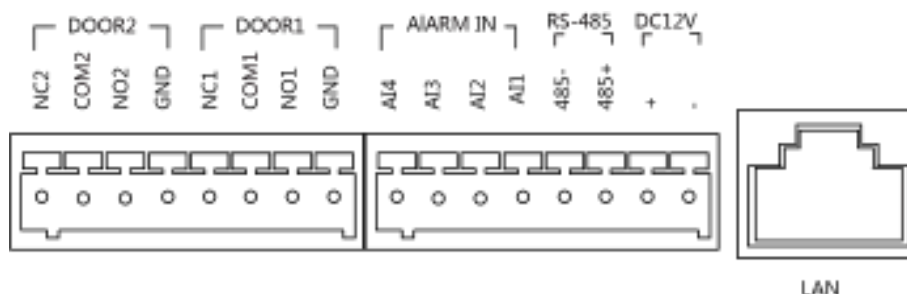 DOOR2 DOOR1 AlARM IN RS-485 DC12V
NC2 COM2 NO2 GND NC1 COM1 NO1 GND AI4 AI3 AI2 AI1 485- 485+ + -
LAN